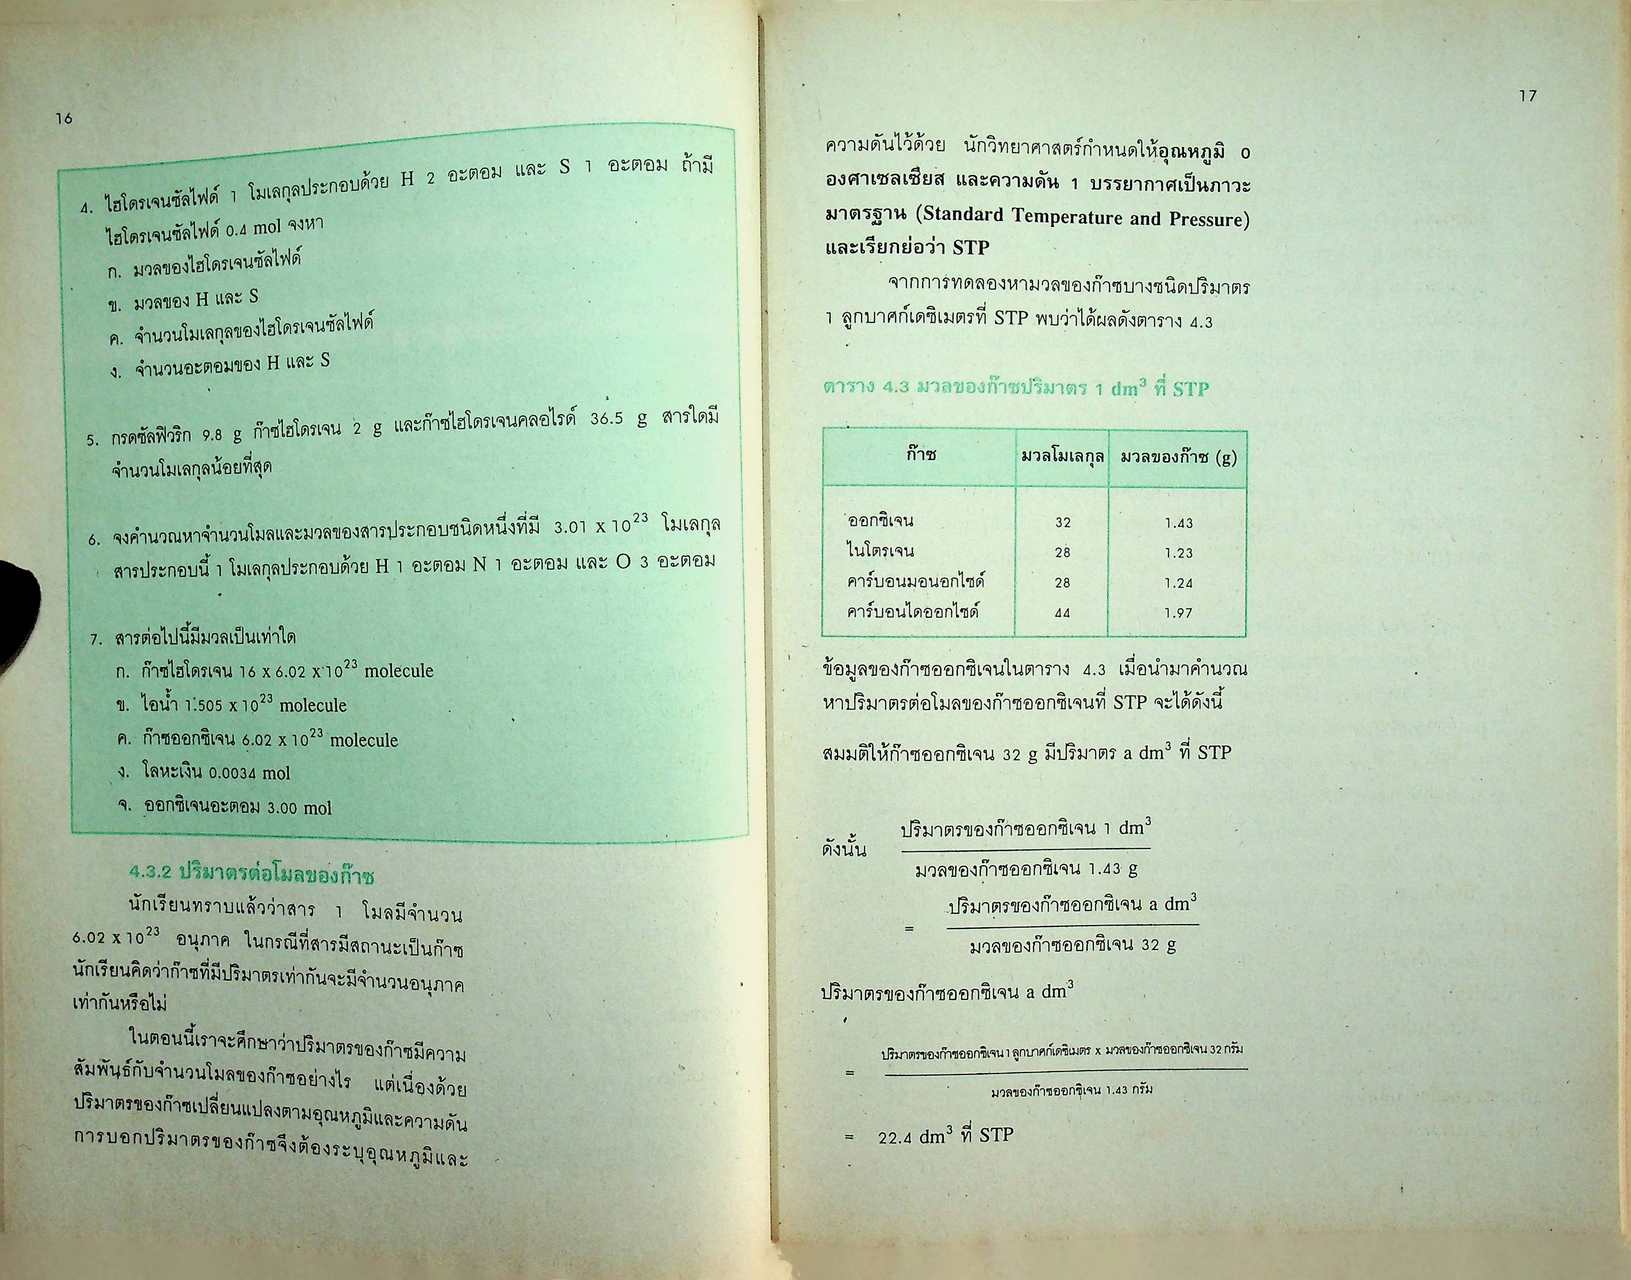 16
4. ไฮโดรเจนซัลไฟด์ 1 โมเลกุลประกอบด้วย H 2 อะตอม และ S 1 อะตอม ถ้ามี
ไฮโดรเจนซัลไฟด์ 0.4 mol จงหา
ก. มวลของไฮโดรเจนซัลไฟด์
ข. มวลของ H และ S
ค. จำนวนโมเลกุลของไฮโดรเจนซัลไฟด์
ง. จำนวนอะตอมของ H และ S
5. กรดซัลฟิวริก 9.8 g ก๊าซไฮโดรเจน 2 g และก๊าซไฮโดรเจนคลอไรด์ 36.5 g สารใดมี
จำนวนโมเลกุลน้อยที่สุด
6. จงคำนวณหาจำนวนโมลและมวลของสารประกอบชนิดหนึ่งที่มี 3.01 x 10²³ โมเลกุล
สารประกอบนี้ 1 โมเลกุลประกอบด้วย H 1 อะตอม N 1 อะตอม และ O 3 อะตอม
7. สารต่อไปนี้มีมวลเป็นเท่าใด
ก. ก๊าซไฮโดรเจน 16 x 6.02 x 10²³ molecule
ข. ไอน้ำ 1.505 x 10²³ molecule
ค. ก๊าซออกซิเจน 6.02 x 10²³ molecule
ง. โลหะเงิน 0.0034 mol
จ. ออกซิเจนอะตอม 3.00 mol
4.3.2 ปริมาตรต่อโมลของก๊าซ
นักเรียนทราบแล้วว่าสาร 1 โมลมีจำนวน
6.02 x 10²³ อนุภาค ในกรณีที่สารมีสถานะเป็นก๊าซ
นักเรียนคิดว่าก๊าซที่มีปริมาตรเท่ากันจะมีจำนวนอนุภาค
เท่ากันหรือไม่
ในตอนนี้เราจะศึกษาว่าปริมาตรของก๊าซมีความ
สัมพันธ์กับจำนวนโมลของก๊าซอย่างไร แต่เนื่องด้วย
ปริมาตรของก๊าซเปลี่ยนแปลงตามอุณหภูมิและความดัน
การบอกปริมาตรของก๊าซจึงต้องระบุอุณหภูมิและ
17
ความดันไว้ด้วย นักวิทยาศาสตร์กำหนดให้อุณหภูมิ 0
องศาเซลเซียส และความดัน 1 บรรยากาศเป็นภาวะ
มาตรฐาน (Standard Temperature and Pressure)
และเรียกย่อว่า STP
จากการทดลองหามวลของก๊าซบางชนิดปริมาตร
1 ลูกบาศก์เดซิเมตรที่ STP พบว่าได้ผลดังตาราง 4.3
ตาราง 4.3 มวลของก๊าซปริมาตร 1 dm³ ที่ STP
ก๊าซ มวลโมเลกุล มวลของก๊าซ (g)
ออกซิเจน 32 1.43
ไนโตรเจน 28 1.23
คาร์บอนมอนอกไซด์ 28 1.24
คาร์บอนไดออกไซด์ 44 1.97
ข้อมูลของก๊าซออกซิเจนในตาราง 4.3 เมื่อนำมาคำนวณ
หาปริมาตรต่อโมลของก๊าซออกซิเจนที่ STP จะได้ดังนี้
สมมติให้ก๊าซออกซิเจน 32 g มีปริมาตร a dm³ ที่ STP
ปริมาตรของก๊าซออกซิเจน 1 dm³
ดังนั้น
มวลของก๊าซออกซิเจน 1.43 g
ปริมาตรของก๊าซออกซิเจน a dm³
=
มวลของก๊าซออกซิเจน 32 g
ปริมาตรของก๊าซออกซิเจน a dm³
ปริมาตรของก๊าซออกซิเจน 1 ลูกบาศก์เดซิเมตร x มวลของก๊าซออกซิเจน 32 กรัม
=
มวลของก๊าซออกซิเจน 1.43 กรัม
= 22.4 dm³ ที่ STP